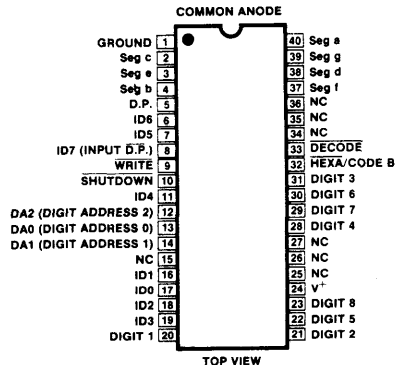 COMMON ANODE
GROUND 1
Seg c 2
Seg e 3
Seg b 4
D.P. 5
ID6 6
ID5 7
ID7 (INPUT D.P.) 8
WRITE 9
SHUTDOWN 10
ID4 11
DA2 (DIGIT ADDRESS 2) 12
DA0 (DIGIT ADDRESS 0) 13
DA1 (DIGIT ADDRESS 1) 14
NC 15
ID1 16
ID0 17
ID2 18
ID3 19
DIGIT 1 20
40 Seg a
39 Seg g
38 Seg d
37 Seg f
36 NC
35 NC
34 NC
33 DECODE
32 HEXA/CODE B
31 DIGIT 3
30 DIGIT 6
29 DIGIT 7
28 DIGIT 4
27 NC
26 NC
25 NC
24 V+
23 DIGIT 8
22 DIGIT 5
21 DIGIT 2
TOP VIEW